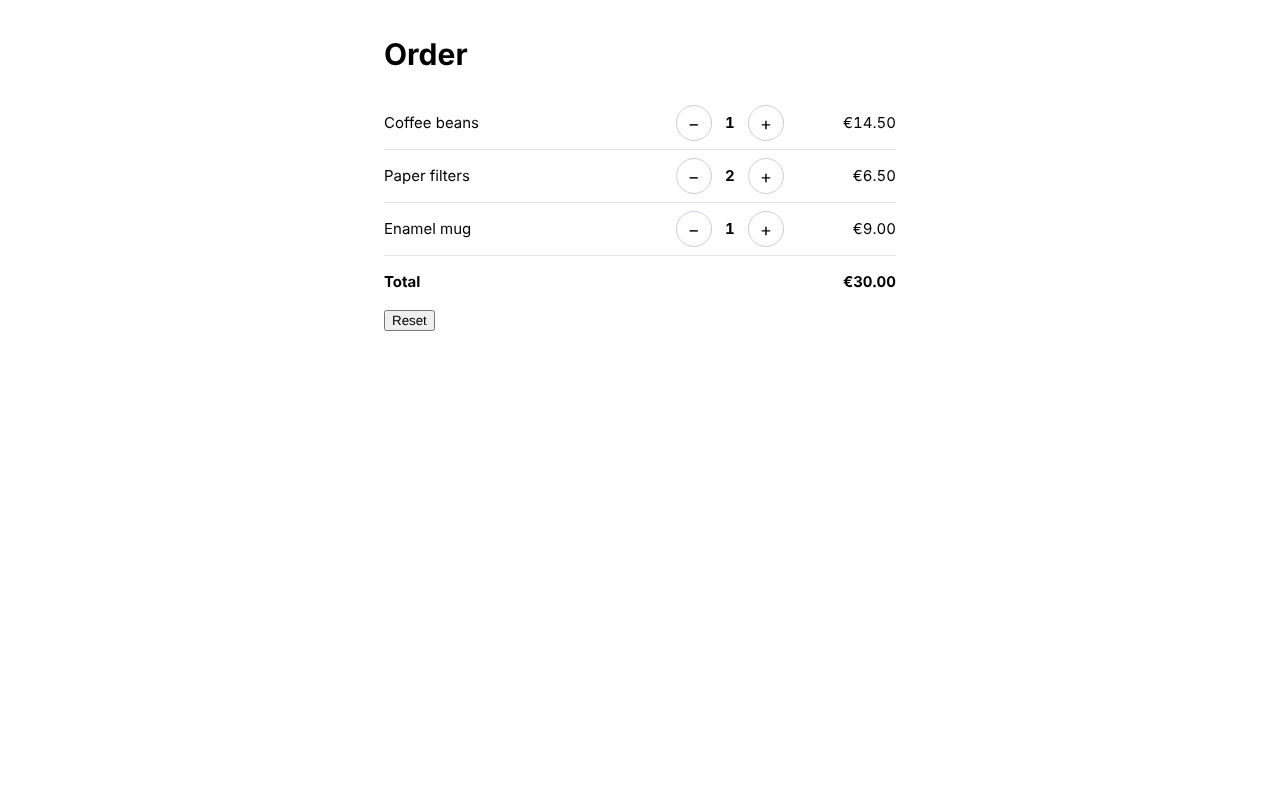 Order
Coffee beans − 1 + €14.50
Paper filters − 2 + €6.50
Enamel mug − 1 + €9.00
Total €30.00
Reset